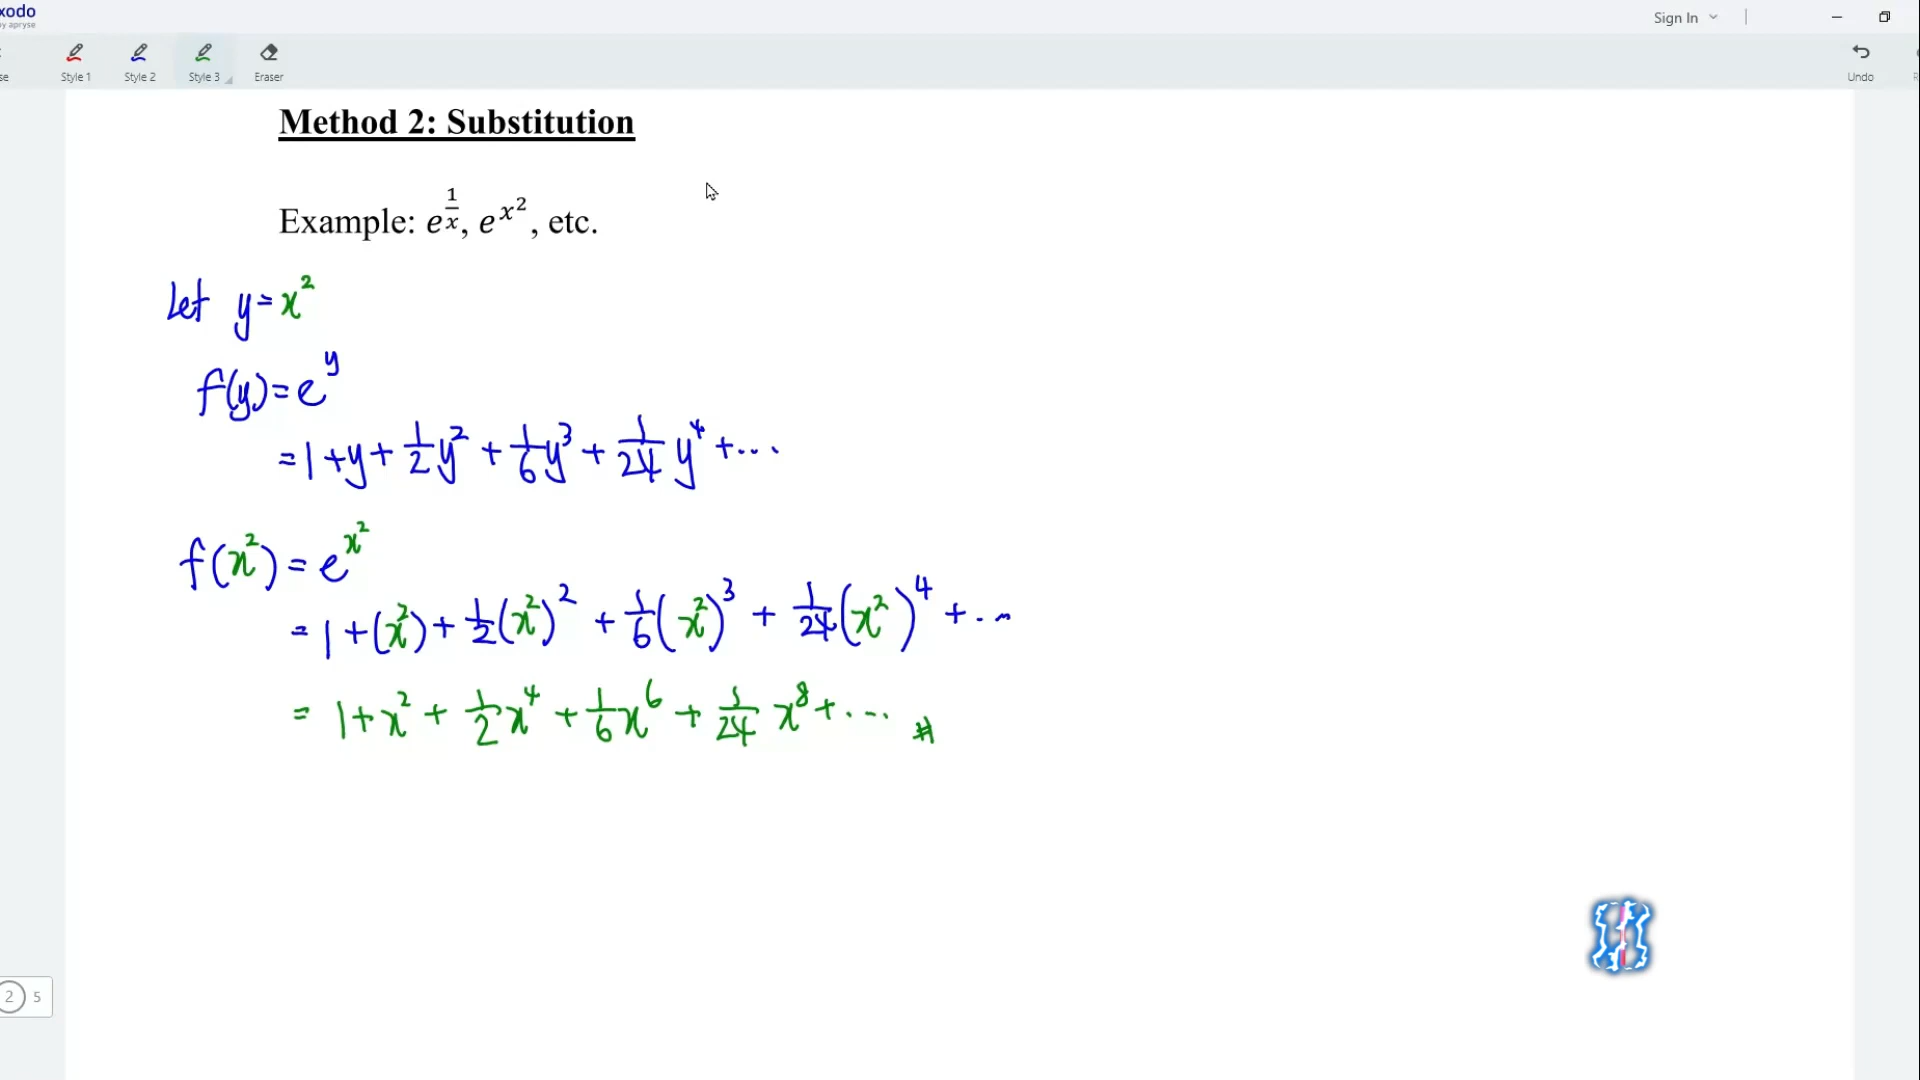 xodo
by apryse
Sign In
Style 1 Style 2 Style 3 Eraser Undo
Method 2: Substitution
Example: e^{1/x}, e^{x^2}, etc.
Let y = x^2
f(y) = e^y
= 1 + y + 1/2 y^2 + 1/6 y^3 + 1/24 y^4 + ...
f(x^2) = e^{x^2}
= 1 + (x^2) + 1/2 (x^2)^2 + 1/6 (x^2)^3 + 1/24 (x^2)^4 + ...
= 1 + x^2 + 1/2 x^4 + 1/6 x^6 + 1/24 x^8 + ... #
2 5